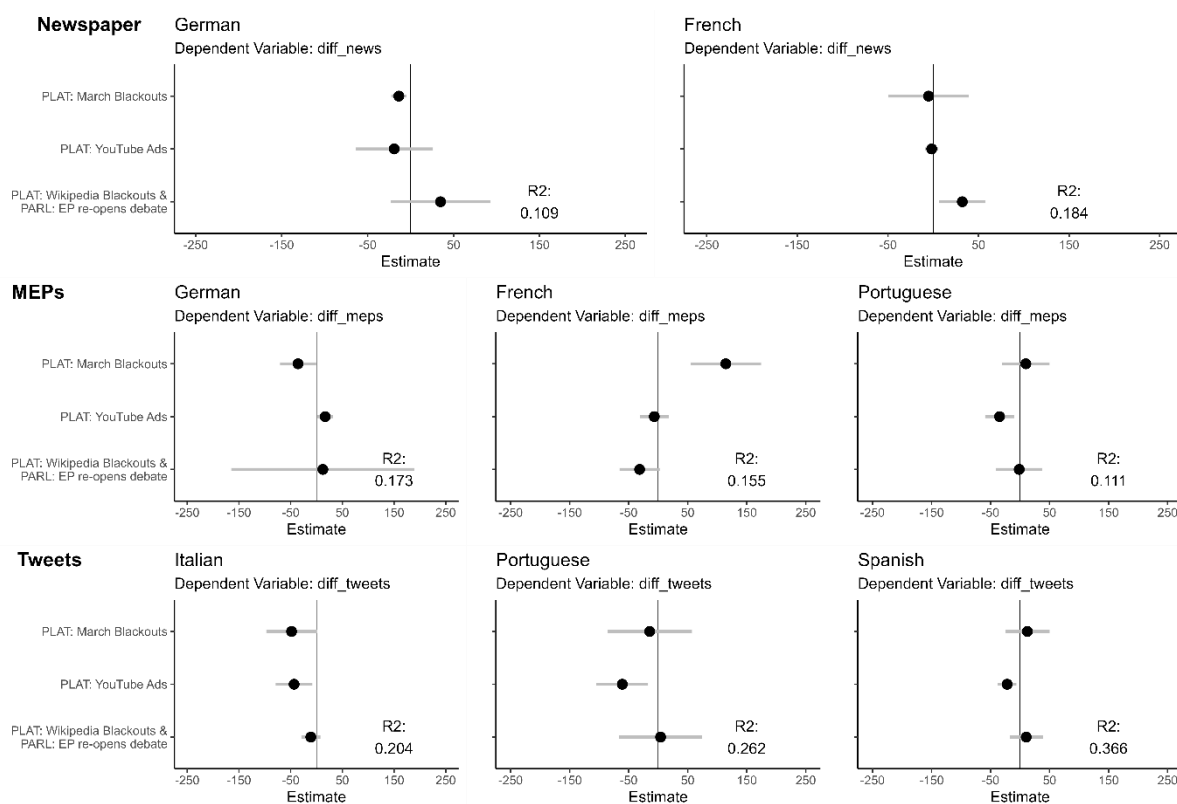 Newspaper
German
Dependent Variable: diff_news
PLAT: March Blackouts
PLAT: YouTube Ads
PLAT: Wikipedia Blackouts &
PARL: EP re-opens debate
R2:
0.109
-250 -150 -50 50 150 250
Estimate
French
Dependent Variable: diff_news
R2:
0.184
-250 -150 -50 50 150 250
Estimate
MEPs
German
Dependent Variable: diff_meps
PLAT: March Blackouts
PLAT: YouTube Ads
PLAT: Wikipedia Blackouts &
PARL: EP re-opens debate
R2:
0.173
-250 -150 -50 50 150 250
Estimate
French
Dependent Variable: diff_meps
R2:
0.155
-250 -150 -50 50 150 250
Estimate
Portuguese
Dependent Variable: diff_meps
R2:
0.111
-250 -150 -50 50 150 250
Estimate
Tweets
Italian
Dependent Variable: diff_tweets
PLAT: March Blackouts
PLAT: YouTube Ads
PLAT: Wikipedia Blackouts &
PARL: EP re-opens debate
R2:
0.204
-250 -150 -50 50 150 250
Estimate
Portuguese
Dependent Variable: diff_tweets
R2:
0.262
-250 -150 -50 50 150 250
Estimate
Spanish
Dependent Variable: diff_tweets
R2:
0.366
-250 -150 -50 50 150 250
Estimate